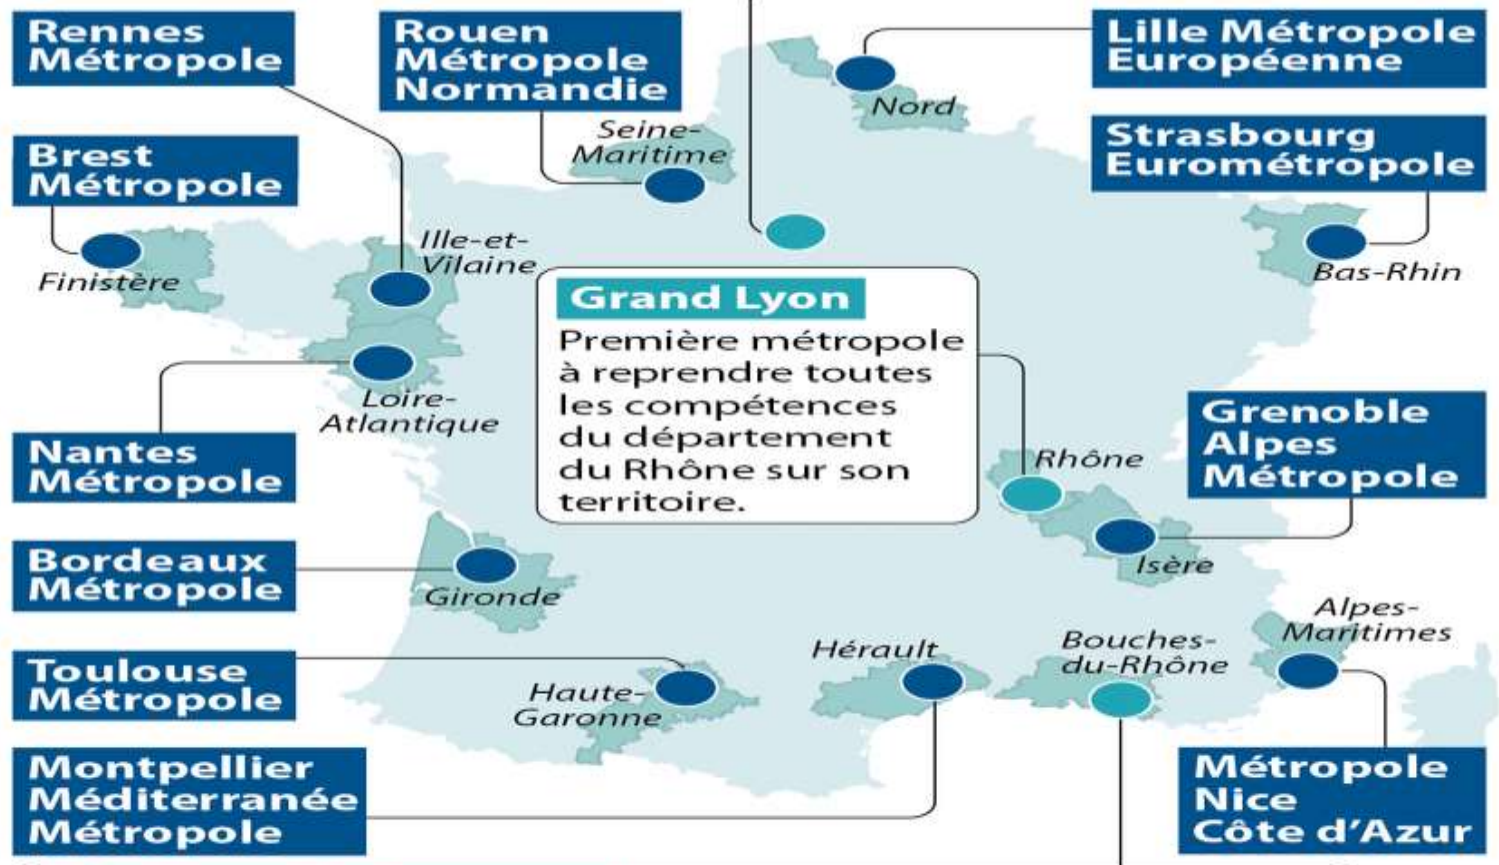 Rennes
Métropole
Rouen
Métropole
Normandie
Lille Métropole
Européenne
Nord
Seine-
Maritime
Strasbourg
Eurométropole
Brest
Métropole
Finistère
Ille-et-
Vilaine
Bas-Rhin
Grand Lyon
Première métropole
à reprendre toutes
les compétences
du département
du Rhône sur son
territoire.
Loire-
Atlantique
Nantes
Métropole
Rhône
Grenoble
Alpes
Métropole
Isère
Bordeaux
Métropole
Gironde
Alpes-
Maritimes
Hérault
Bouches-
du-Rhône
Toulouse
Métropole
Haute-
Garonne
Montpellier
Méditerranée
Métropole
Métropole
Nice
Côte d'Azur